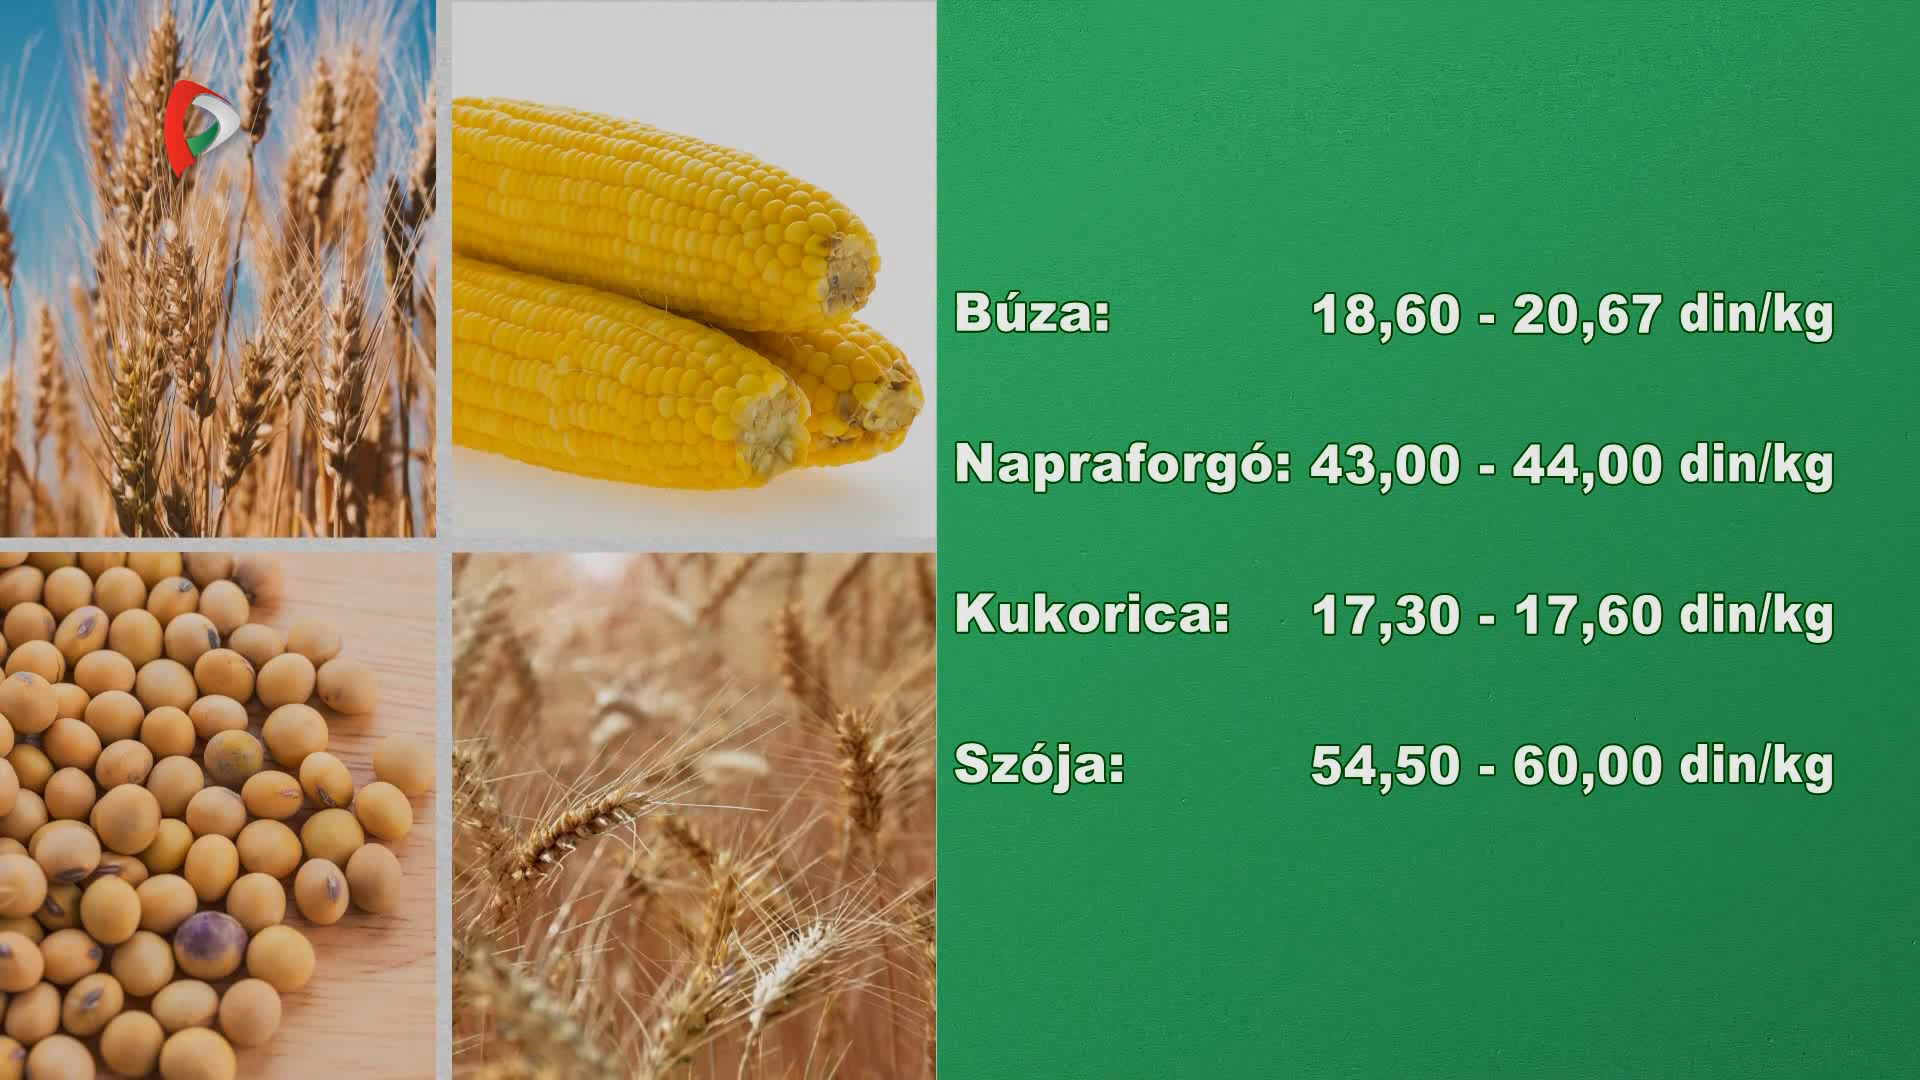 Búza: 18,60 - 20,67 din/kg
Napraforgó: 43,00 - 44,00 din/kg
Kukorica: 17,30 - 17,60 din/kg
Szója: 54,50 - 60,00 din/kg